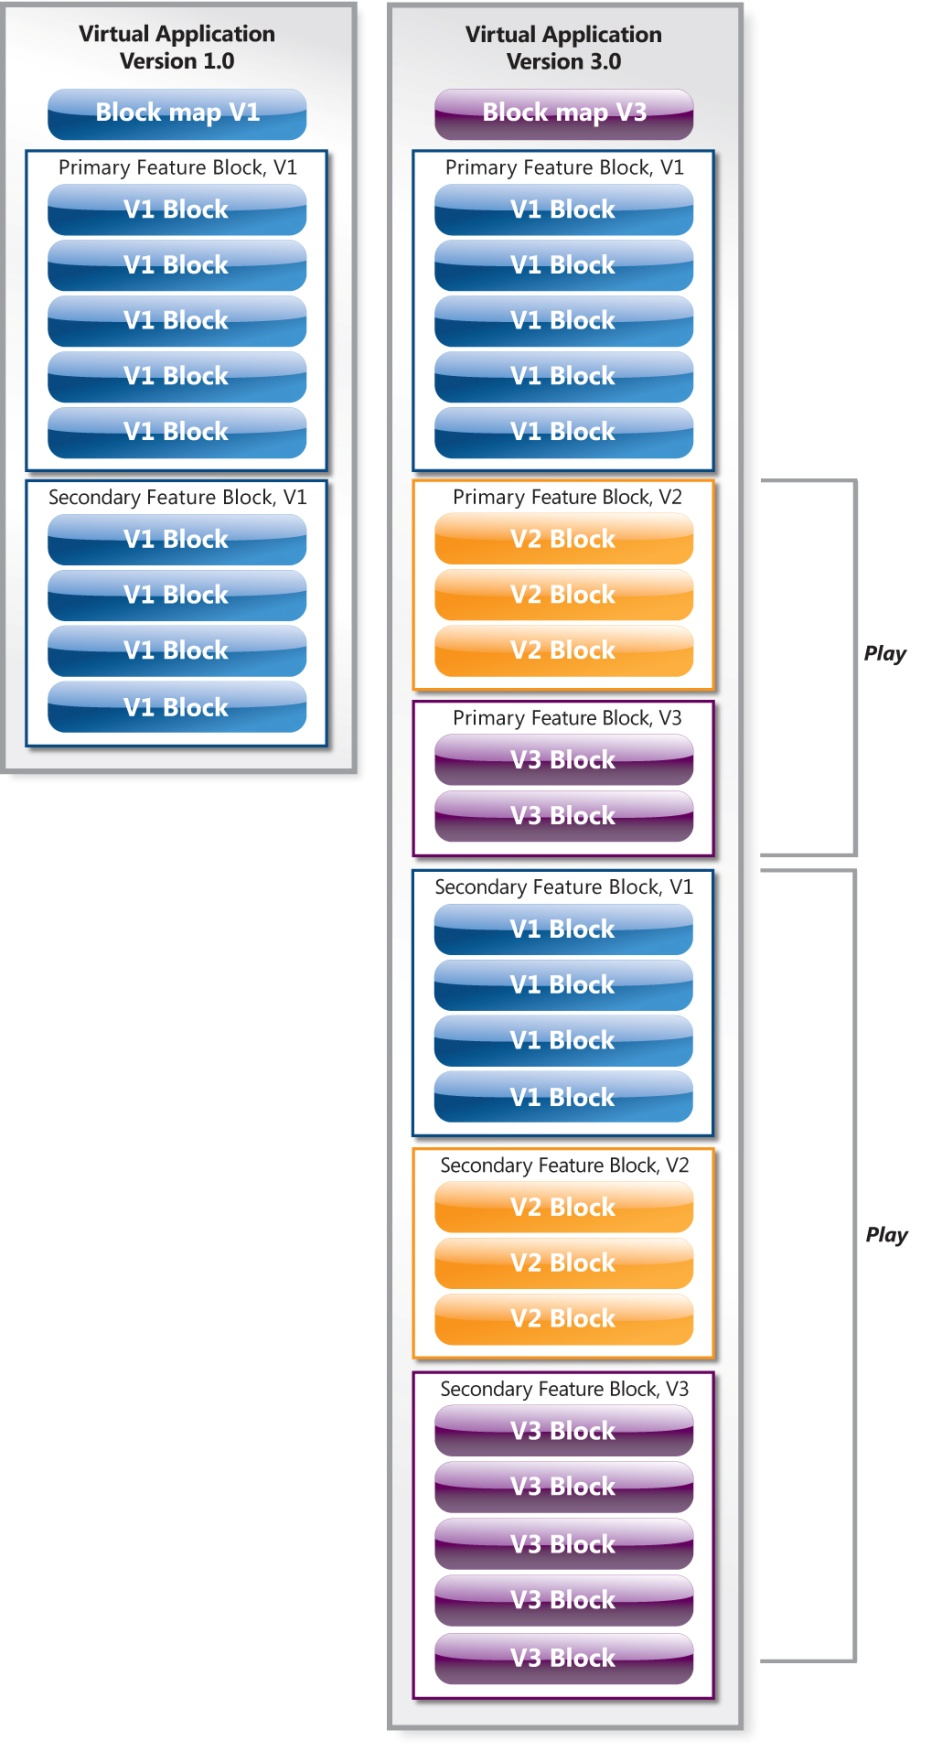 Virtual Application
Version 1.0
Block map V1
Primary Feature Block, V1
V1 Block
V1 Block
V1 Block
V1 Block
V1 Block
Secondary Feature Block, V1
V1 Block
V1 Block
V1 Block
V1 Block
Virtual Application
Version 3.0
Block map V3
Primary Feature Block, V1
V1 Block
V1 Block
V1 Block
V1 Block
V1 Block
Primary Feature Block, V2
V2 Block
V2 Block
V2 Block
Primary Feature Block, V3
V3 Block
V3 Block
Play
Secondary Feature Block, V1
V1 Block
V1 Block
V1 Block
V1 Block
Secondary Feature Block, V2
V2 Block
V2 Block
V2 Block
Secondary Feature Block, V3
V3 Block
V3 Block
V3 Block
V3 Block
V3 Block
Play